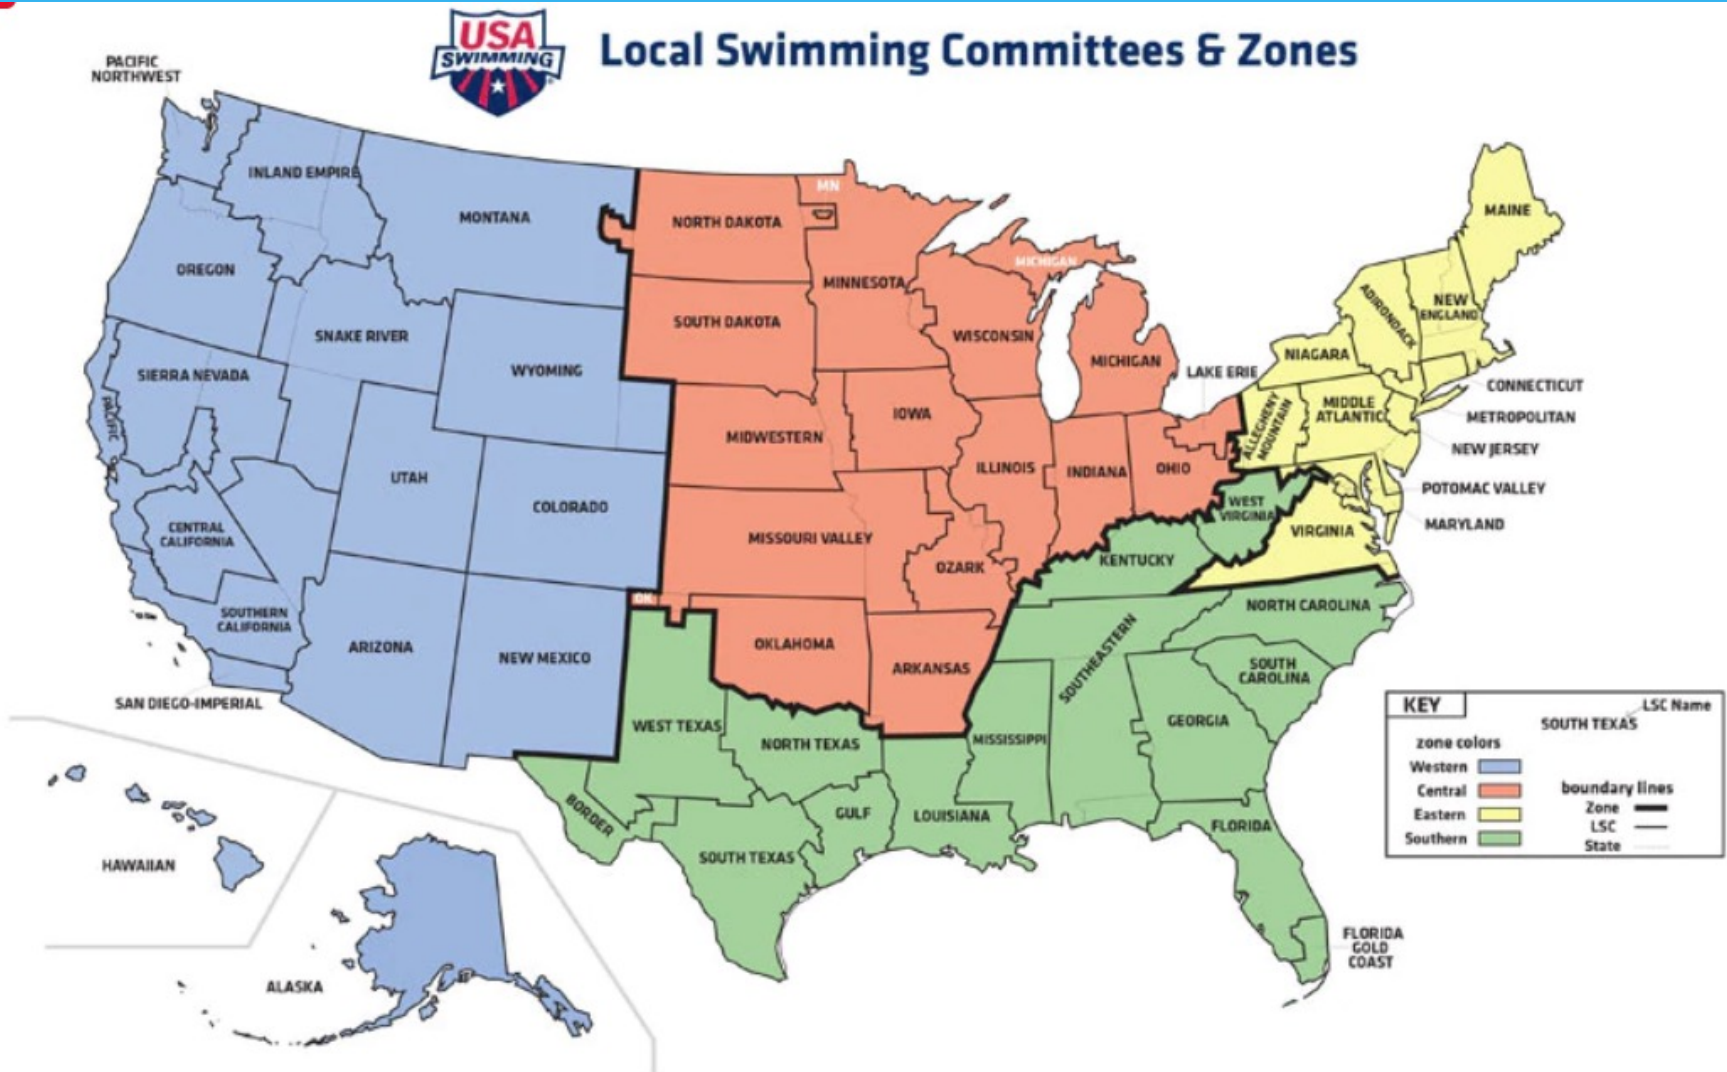 USA
SWIMMING
Local Swimming Committees & Zones
PACIFIC
NORTHWEST
INLAND EMPIRE
MONTANA
OREGON
SNAKE RIVER
WYOMING
SIERRA NEVADA
PACIFIC
UTAH
COLORADO
CENTRAL
CALIFORNIA
SOUTHERN
CALIFORNIA
ARIZONA
NEW MEXICO
SAN DIEGO-IMPERIAL
HAWAIIAN
ALASKA
NORTH DAKOTA
MN
MINNESOTA
SOUTH DAKOTA
MICHIGAN
WISCONSIN
MICHIGAN
LAKE ERIE
MIDWESTERN
IOWA
ILLINOIS
INDIANA
OHIO
MISSOURI VALLEY
OZARK
OK
OKLAHOMA
ARKANSAS
MAINE
ADIRONDACK
NEW
ENGLAND
NIAGARA
CONNECTICUT
ALLEGHENY
MOUNTAIN
MIDDLE
ATLANTIC
METROPOLITAN
NEW JERSEY
POTOMAC VALLEY
MARYLAND
WEST
VIRGINIA
VIRGINIA
KENTUCKY
NORTH CAROLINA
SOUTHEASTERN
SOUTH
CAROLINA
GEORGIA
MISSISSIPPI
WEST TEXAS
NORTH TEXAS
BORDER
GULF
LOUISIANA
SOUTH TEXAS
FLORIDA
FLORIDA
GOLD
COAST
KEY
LSC Name
SOUTH TEXAS
zone colors
Western
Central
Eastern
Southern
boundary lines
Zone
LSC
State